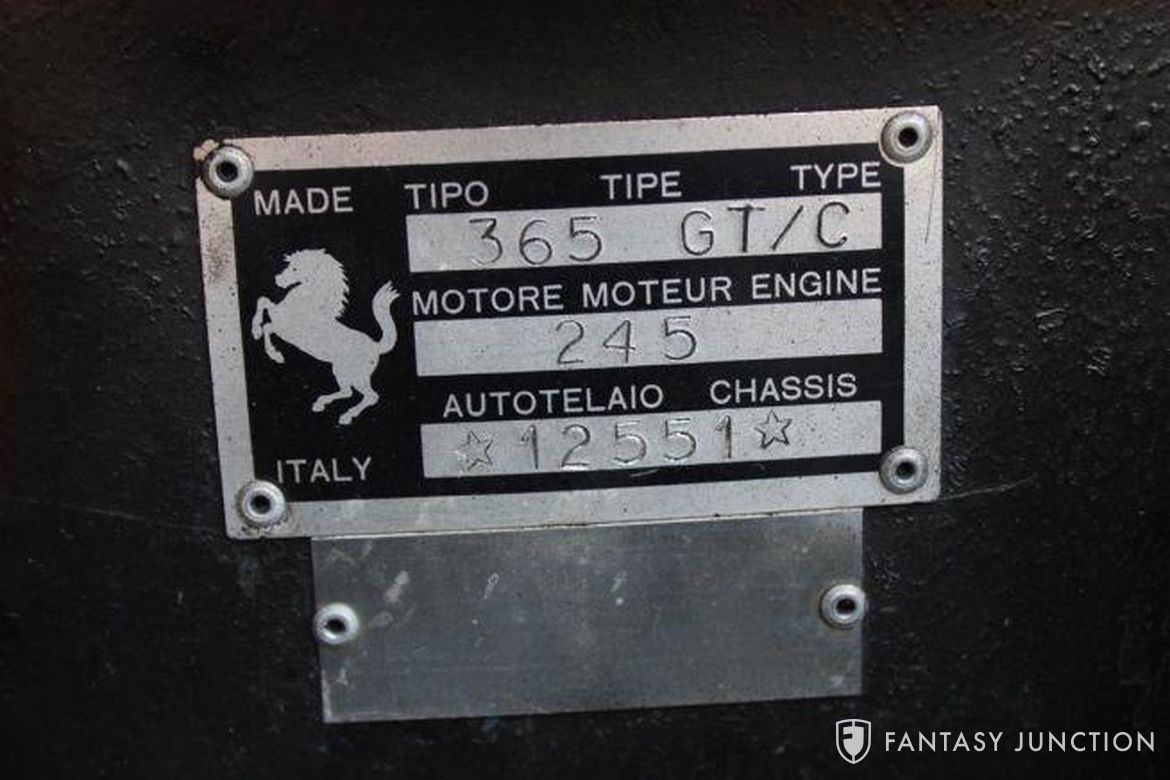 MADE TIPO TIPE TYPE
365 GT/C
MOTORE MOTEUR ENGINE
245
AUTOTELAIO CHASSIS
☆12551☆
ITALY
FANTASY JUNCTION